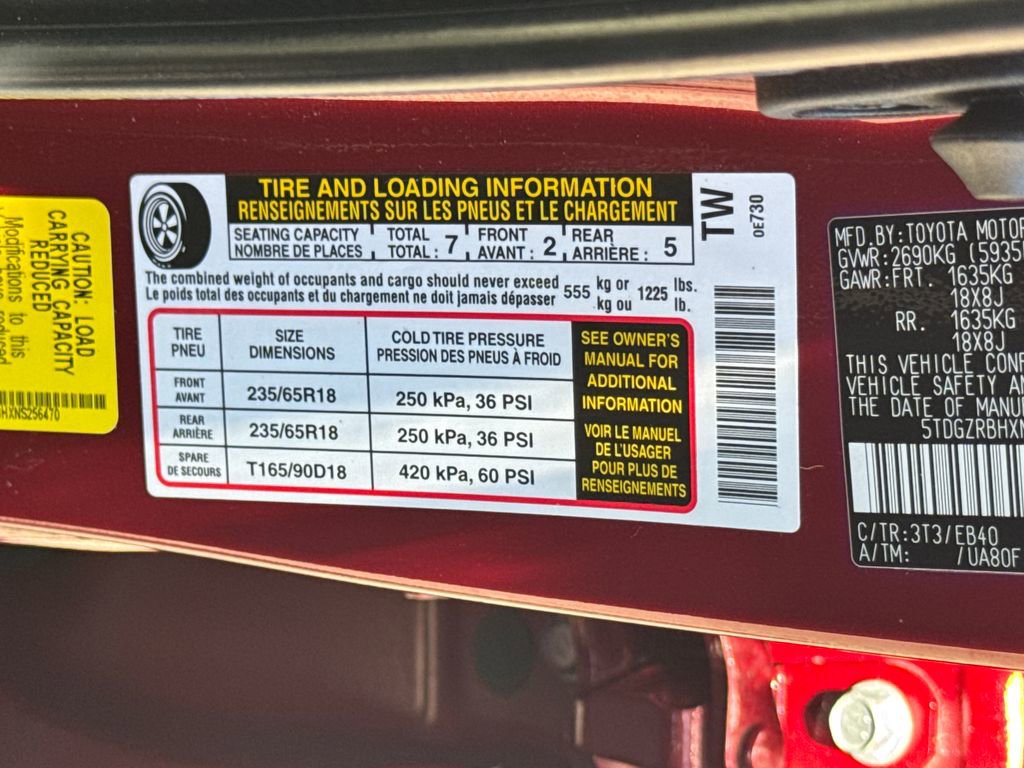 CAUTION: LOAD
CARRYING CAPACITY
REDUCED
Modifications to this
HXNS256470
TIRE AND LOADING INFORMATION
RENSEIGNEMENTS SUR LES PNEUS ET LE CHARGEMENT
SEATING CAPACITY TOTAL FRONT REAR
NOMBRE DE PLACES TOTAL : 7 AVANT : 2 ARRIÈRE : 5
The combined weight of occupants and cargo should never exceed 555 kg or 1225 lbs.
Le poids total des occupants et du chargement ne doit jamais dépasser kg ou lb.
TIRE SIZE COLD TIRE PRESSURE
PNEU DIMENSIONS PRESSION DES PNEUS À FROID
FRONT
AVANT 235/65R18 250 kPa, 36 PSI
REAR
ARRIÈRE 235/65R18 250 kPa, 36 PSI
SPARE
DE SECOURS T165/90D18 420 kPa, 60 PSI
SEE OWNER'S
MANUAL FOR
ADDITIONAL
INFORMATION
VOIR LE MANUEL
DE L'USAGER
POUR PLUS DE
RENSEIGNEMENTS
TW
0E730
MFD.BY:TOYOTA MOTOR
GVWR:2690KG (5935
GAWR:FRT. 1635KG
18X8J
RR. 1635KG
18X8J
THIS VEHICLE CONF
VEHICLE SAFETY AN
THE DATE OF MANU
5TDGZRBHXN
C/TR:3T3/EB40
A/TM: /UA80F